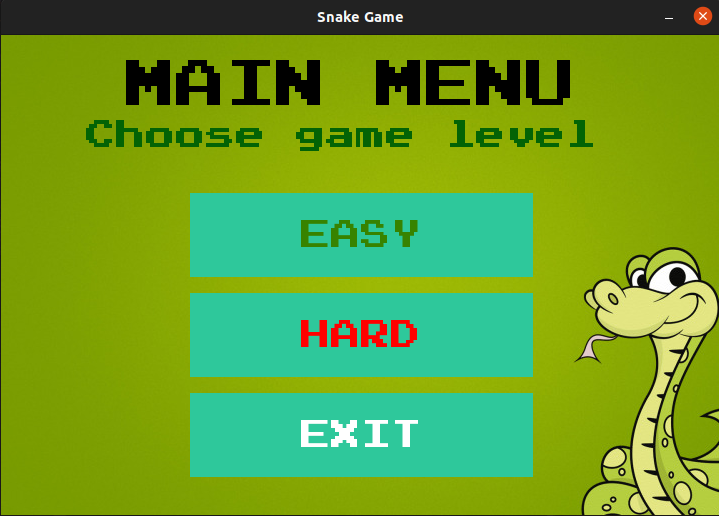 Snake Game
MAIN MENU
Choose game level
EASY
HARD
EXIT